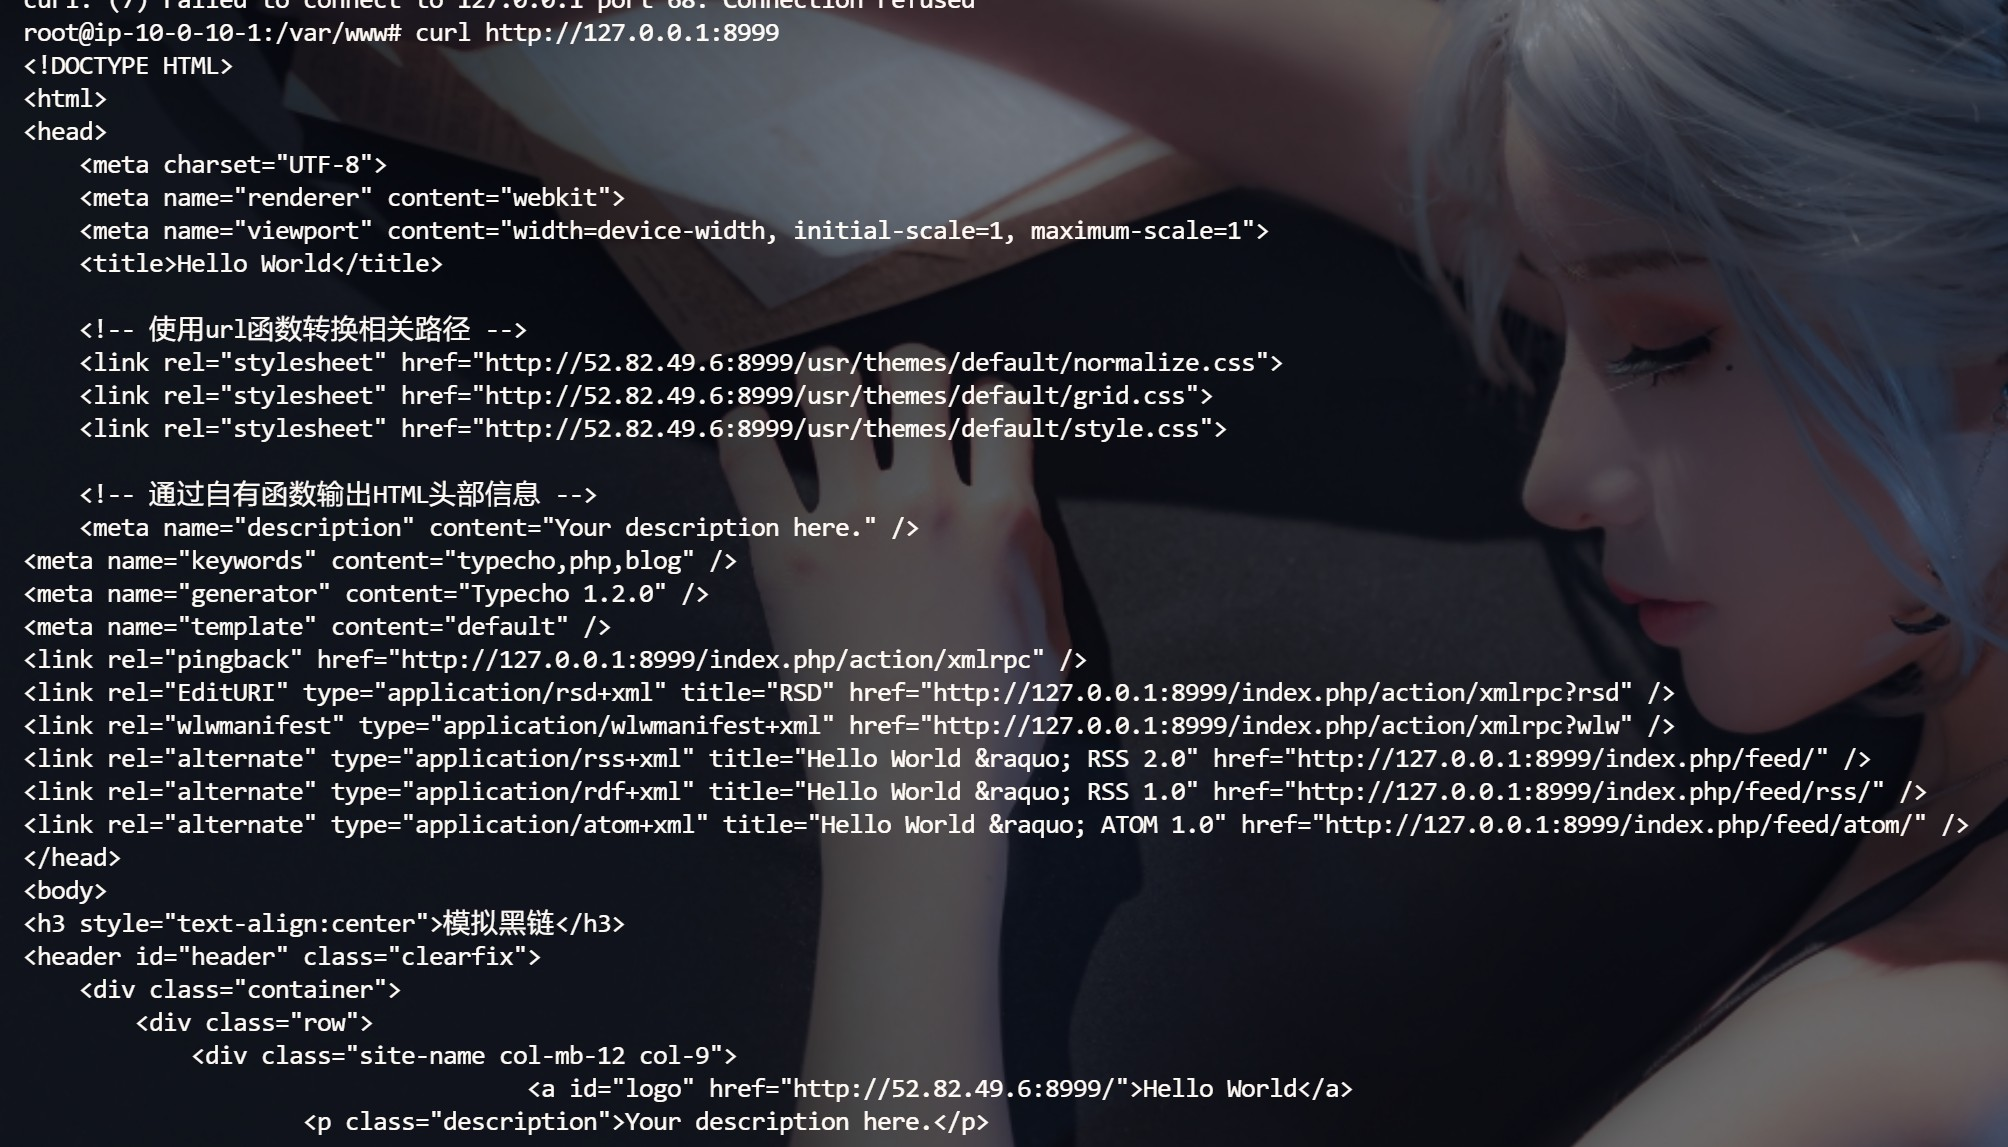 curl: (7) Failed to connect to 127.0.0.1 port 68: Connection refused
root@ip-10-0-10-1:/var/www# curl http://127.0.0.1:8999
<!DOCTYPE HTML>
<html>
<head>
    <meta charset="UTF-8">
    <meta name="renderer" content="webkit">
    <meta name="viewport" content="width=device-width, initial-scale=1, maximum-scale=1">
    <title>Hello World</title>

    <!-- 使用url函数转换相关路径 -->
    <link rel="stylesheet" href="http://52.82.49.6:8999/usr/themes/default/normalize.css">
    <link rel="stylesheet" href="http://52.82.49.6:8999/usr/themes/default/grid.css">
    <link rel="stylesheet" href="http://52.82.49.6:8999/usr/themes/default/style.css">

    <!-- 通过自有函数输出HTML头部信息 -->
    <meta name="description" content="Your description here." />
<meta name="keywords" content="typecho,php,blog" />
<meta name="generator" content="Typecho 1.2.0" />
<meta name="template" content="default" />
<link rel="pingback" href="http://127.0.0.1:8999/index.php/action/xmlrpc" />
<link rel="EditURI" type="application/rsd+xml" title="RSD" href="http://127.0.0.1:8999/index.php/action/xmlrpc?rsd" />
<link rel="wlwmanifest" type="application/wlwmanifest+xml" href="http://127.0.0.1:8999/index.php/action/xmlrpc?wlw" />
<link rel="alternate" type="application/rss+xml" title="Hello World &raquo; RSS 2.0" href="http://127.0.0.1:8999/index.php/feed/" />
<link rel="alternate" type="application/rdf+xml" title="Hello World &raquo; RSS 1.0" href="http://127.0.0.1:8999/index.php/feed/rss/" />
<link rel="alternate" type="application/atom+xml" title="Hello World &raquo; ATOM 1.0" href="http://127.0.0.1:8999/index.php/feed/atom/" />
</head>
<body>
<h3 style="text-align:center">模拟黑链</h3>
<header id="header" class="clearfix">
    <div class="container">
        <div class="row">
            <div class="site-name col-mb-12 col-9">
                                    <a id="logo" href="http://52.82.49.6:8999/">Hello World</a>
                    <p class="description">Your description here.</p>